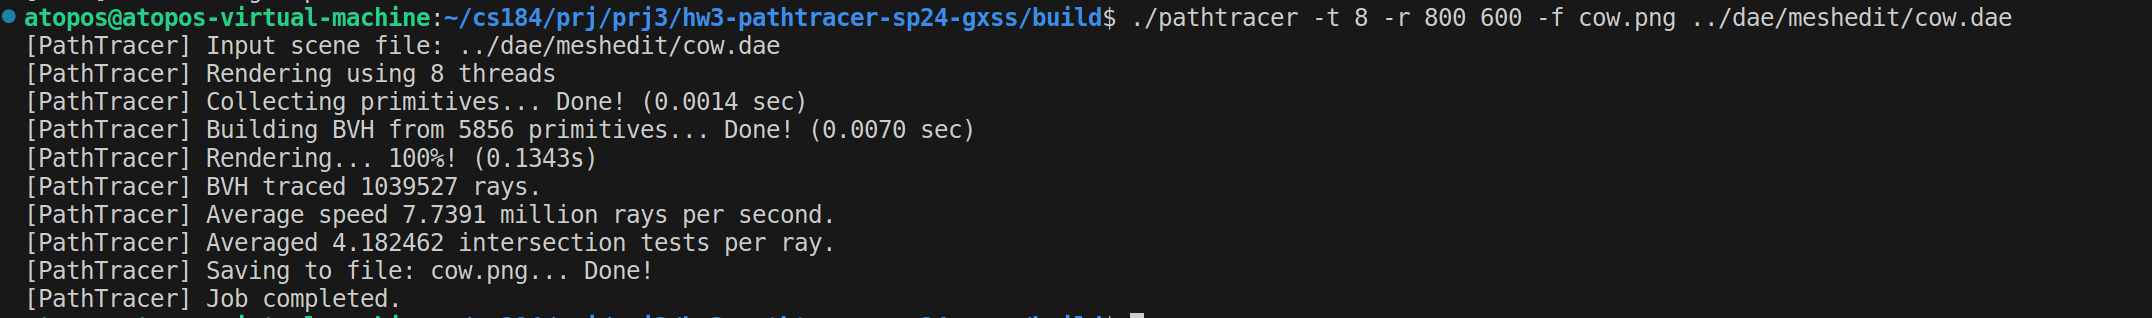 atopos@atopos-virtual-machine:~/cs184/prj/prj3/hw3-pathtracer-sp24-gxss/build$ ./pathtracer -t 8 -r 800 600 -f cow.png ../dae/meshedit/cow.dae
[PathTracer] Input scene file: ../dae/meshedit/cow.dae
[PathTracer] Rendering using 8 threads
[PathTracer] Collecting primitives... Done! (0.0014 sec)
[PathTracer] Building BVH from 5856 primitives... Done! (0.0070 sec)
[PathTracer] Rendering... 100%! (0.1343s)
[PathTracer] BVH traced 1039527 rays.
[PathTracer] Average speed 7.7391 million rays per second.
[PathTracer] Averaged 4.182462 intersection tests per ray.
[PathTracer] Saving to file: cow.png... Done!
[PathTracer] Job completed.